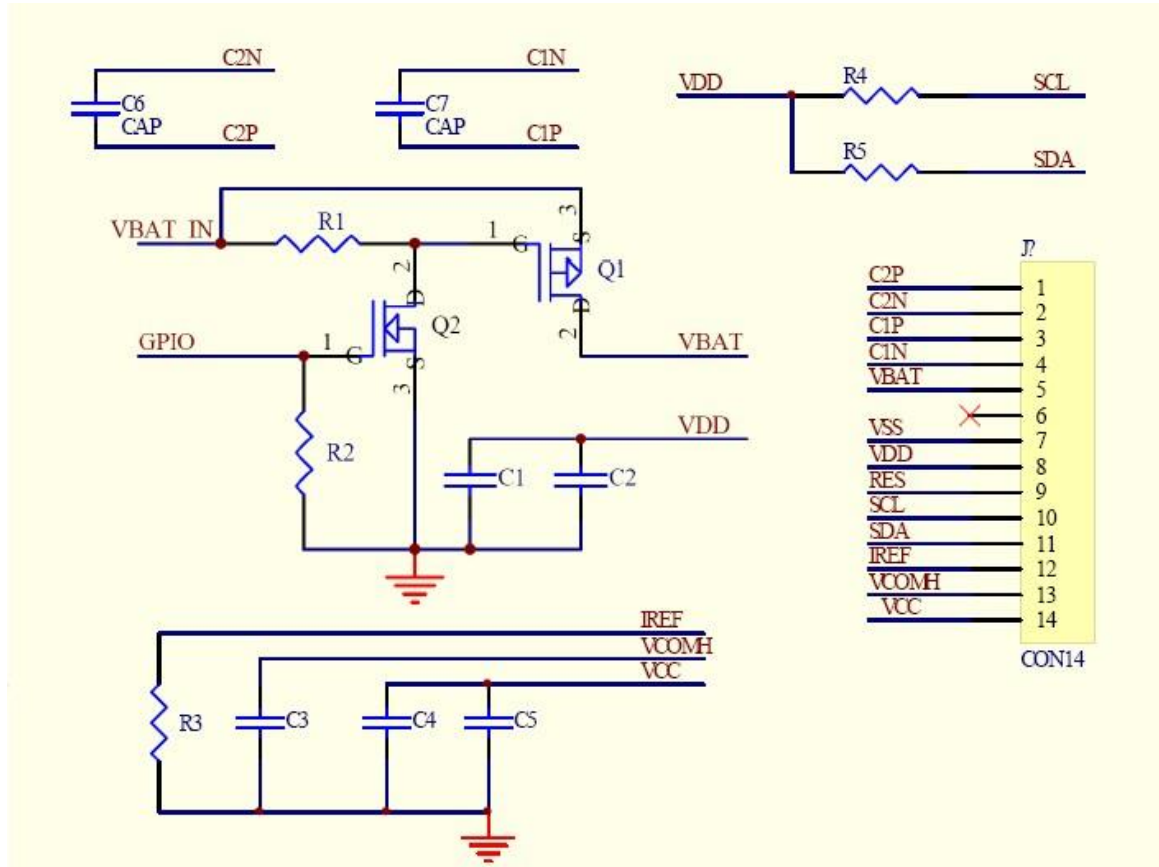 C2N
C6
CAP
C2P
C1N
C7
CAP
C1P
VDD
R4
SCL
R5
SDA
VBAT_IN
R1
1
G
3
S
Q1
D
2
VBAT
2
D
Q2
GPIO
1
G
S
3
R2
VDD
C1
C2
J?
C2P
1
C2N
2
C1P
3
C1N
4
VBAT
5
6
VSS
7
VDD
8
RES
9
SCL
10
SDA
11
IREF
12
VCOMH
13
VCC
14
CON14
IREF
VCOMH
VCC
R3
C3
C4
C5